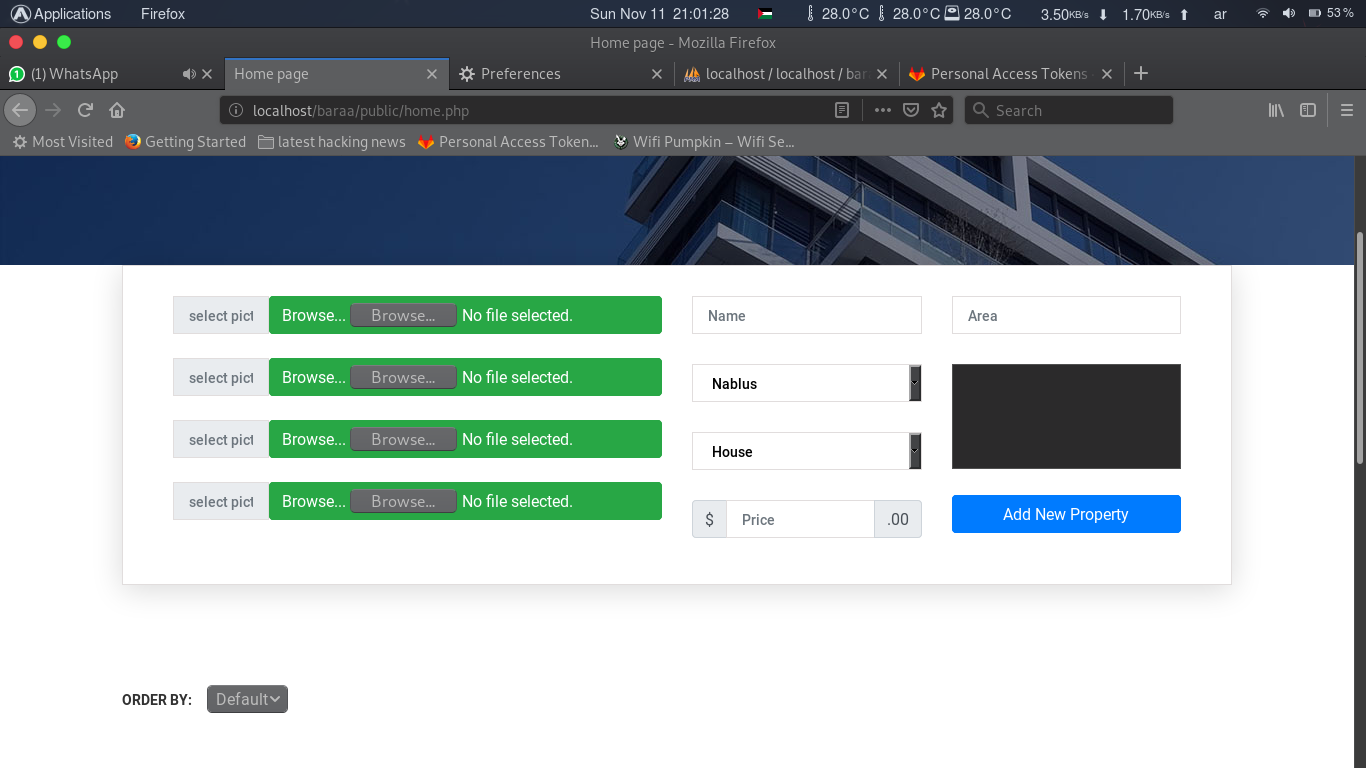 Applications Firefox Sun Nov 11 21:01:28 28.0°C 28.0°C 28.0°C 3.50KB/s 1.70KB/s ar 53%
Home page - Mozilla Firefox
(1) WhatsApp Home page Preferences localhost / localhost / bar Personal Access Tokens
localhost/baraa/public/home.php Search
Most Visited Getting Started latest hacking news Personal Access Token... Wifi Pumpkin – Wifi Se...
select pict Browse... Browse... No file selected. Name Area
select pict Browse... Browse... No file selected. Nablus
select pict Browse... Browse... No file selected. House
select pict Browse... Browse... No file selected. $ Price .00 Add New Property
ORDER BY: Default